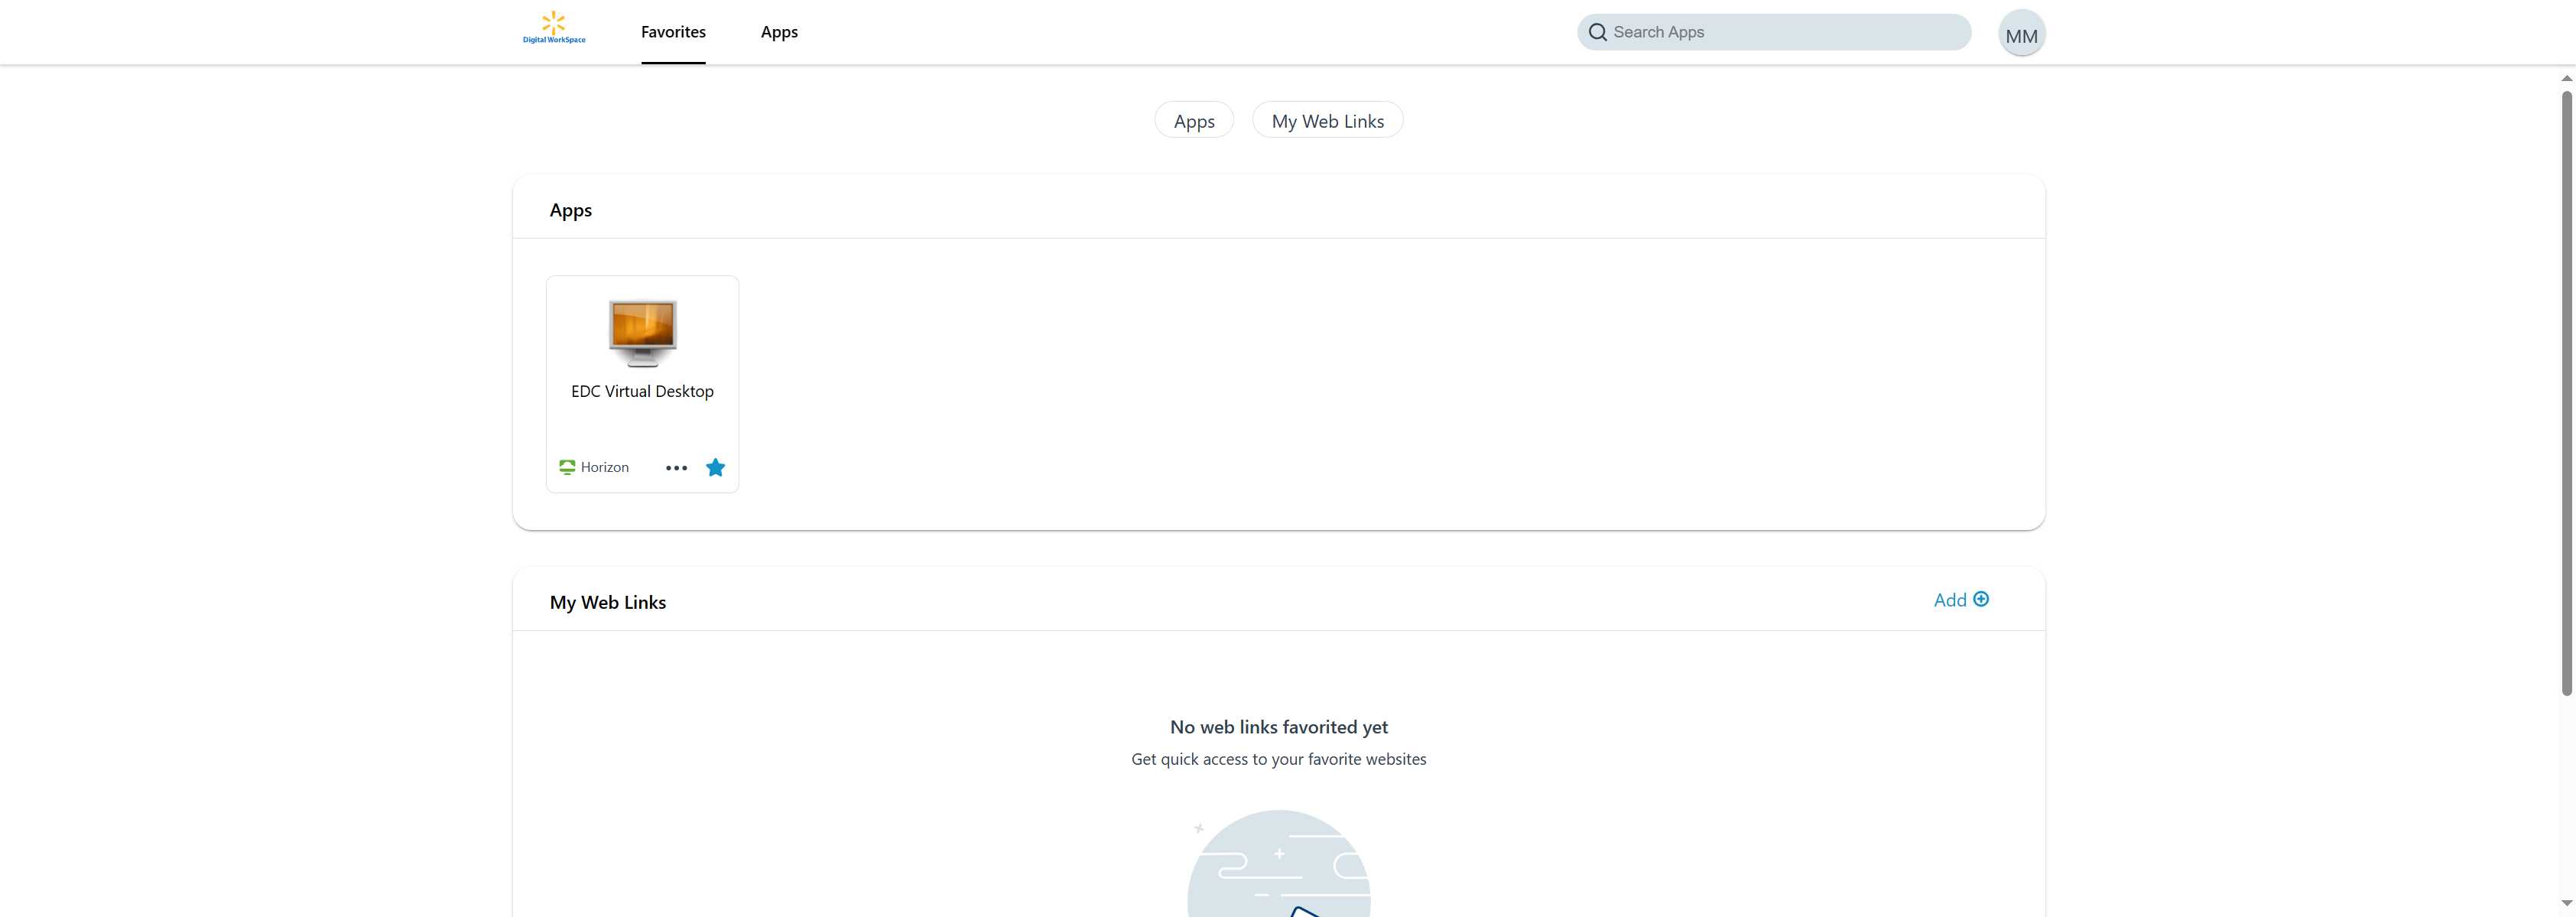 Digital WorkSpace
Favorites
Apps
Search Apps
MM
Apps
My Web Links
Apps
EDC Virtual Desktop
Horizon
My Web Links
Add
No web links favorited yet
Get quick access to your favorite websites